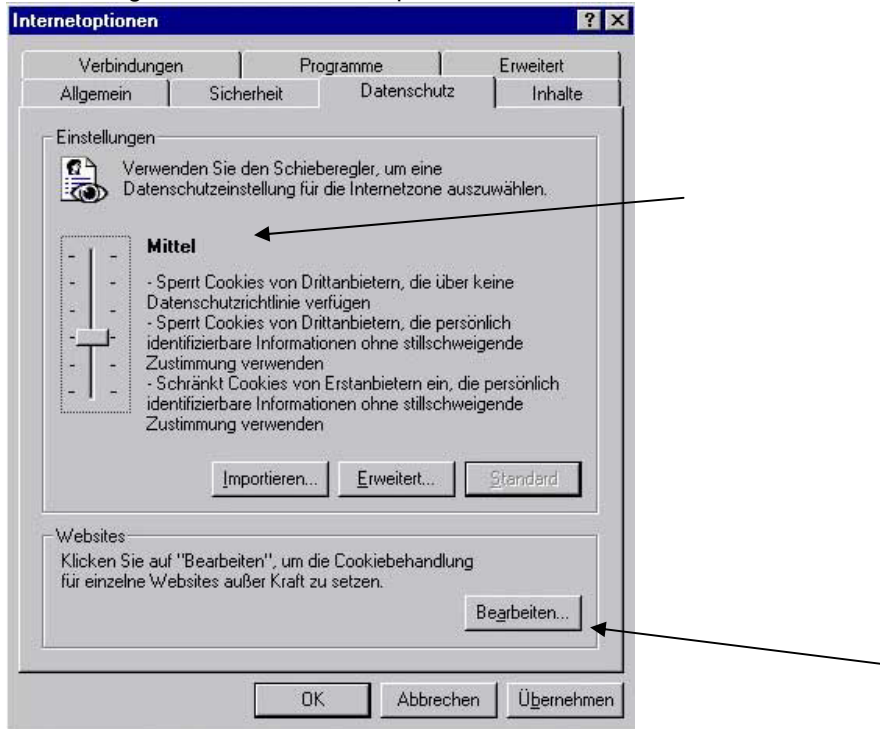 Internetoptionen
Verbindungen Programme Erweitert
Allgemein Sicherheit Datenschutz Inhalte
Einstellungen
Verwenden Sie den Schieberegler, um eine
Datenschutzeinstellung für die Internetzone auszuwählen.
Mittel
- Sperrt Cookies von Drittanbietern, die über keine
Datenschutzrichtlinie verfügen
- Sperrt Cookies von Drittanbietern, die persönlich
identifizierbare Informationen ohne stillschweigende
Zustimmung verwenden
- Schränkt Cookies von Erstanbietern ein, die persönlich
identifizierbare Informationen ohne stillschweigende
Zustimmung verwenden
Importieren... Erweitert... Standard
Websites
Klicken Sie auf "Bearbeiten", um die Cookiebehandlung
für einzelne Websites außer Kraft zu setzen.
Bearbeiten...
OK Abbrechen Übernehmen